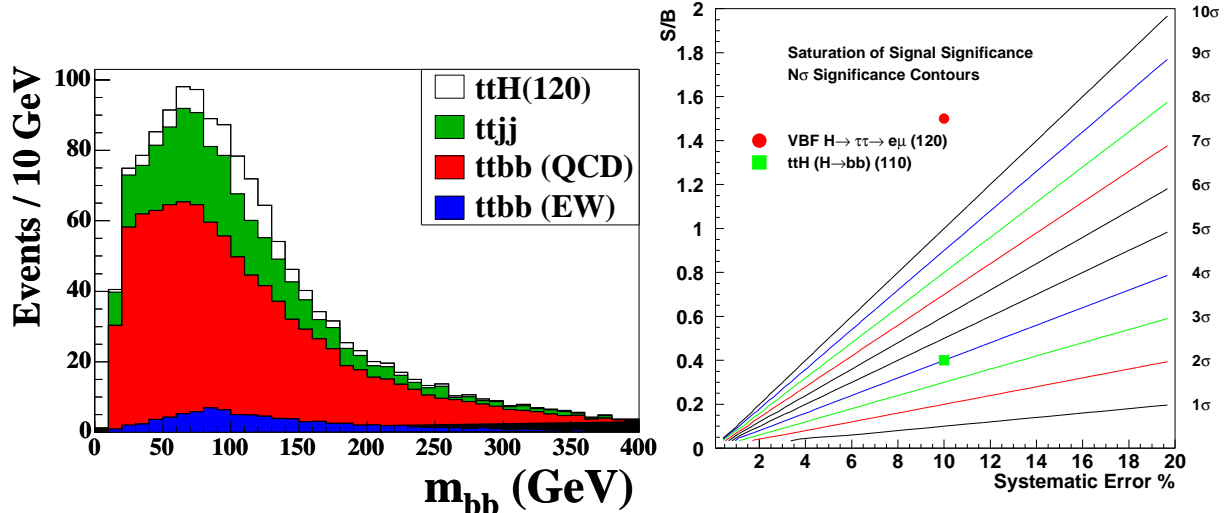 Events / 10 GeV
100
80
60
40
20
0
0 50 100 150 200 250 300 350 400
m_bb (GeV)
ttH(120)
ttjj
ttbb (QCD)
ttbb (EW)
S/B
2
1.8
1.6
1.4
1.2
1
0.8
0.6
0.4
0.2
0
2 4 6 8 10 12 14 16 18 20
Systematic Error %
Saturation of Signal Significance
Nσ Significance Contours
VBF H→ ττ→ eμ (120)
ttH (H→bb) (110)
10σ
9σ
8σ
7σ
6σ
5σ
4σ
3σ
2σ
1σ